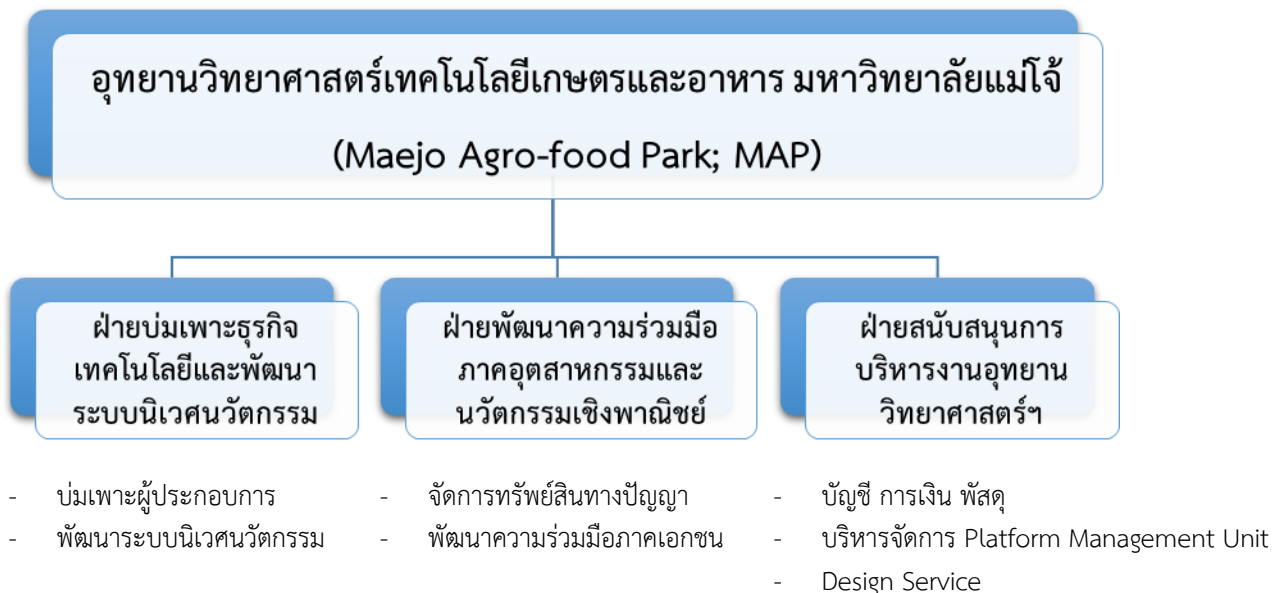 อุทยานวิทยาศาสตร์เทคโนโลยีเกษตรและอาหาร มหาวิทยาลัยแม่โจ้
(Maejo Agro-food Park; MAP)
ฝ่ายบ่มเพาะธุรกิจ
เทคโนโลยีและพัฒนา
ระบบนิเวศนวัตกรรม
ฝ่ายพัฒนาความร่วมมือ
ภาคอุตสาหกรรมและ
นวัตกรรมเชิงพาณิชย์
ฝ่ายสนับสนุนการ
บริหารงานอุทยาน
วิทยาศาสตร์ฯ
- บ่มเพาะผู้ประกอบการ
- พัฒนาระบบนิเวศนวัตกรรม
- จัดการทรัพย์สินทางปัญญา
- พัฒนาความร่วมมือภาคเอกชน
- บัญชี การเงิน พัสดุ
- บริหารจัดการ Platform Management Unit
- Design Service